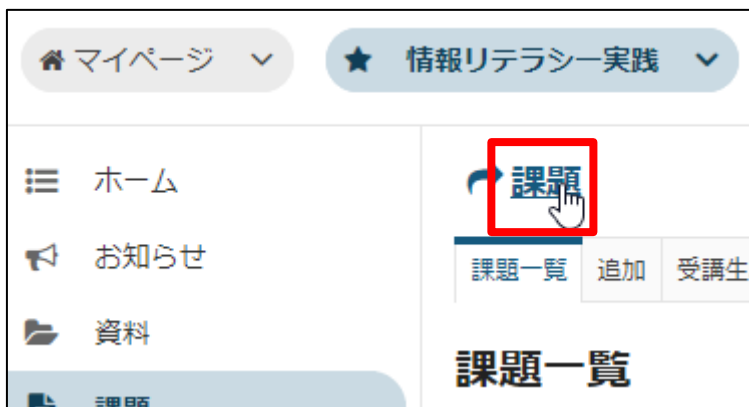 マイページ
情報リテラシー実践
ホーム
お知らせ
資料
課題
課題
課題一覧
追加
受講生
課題一覧